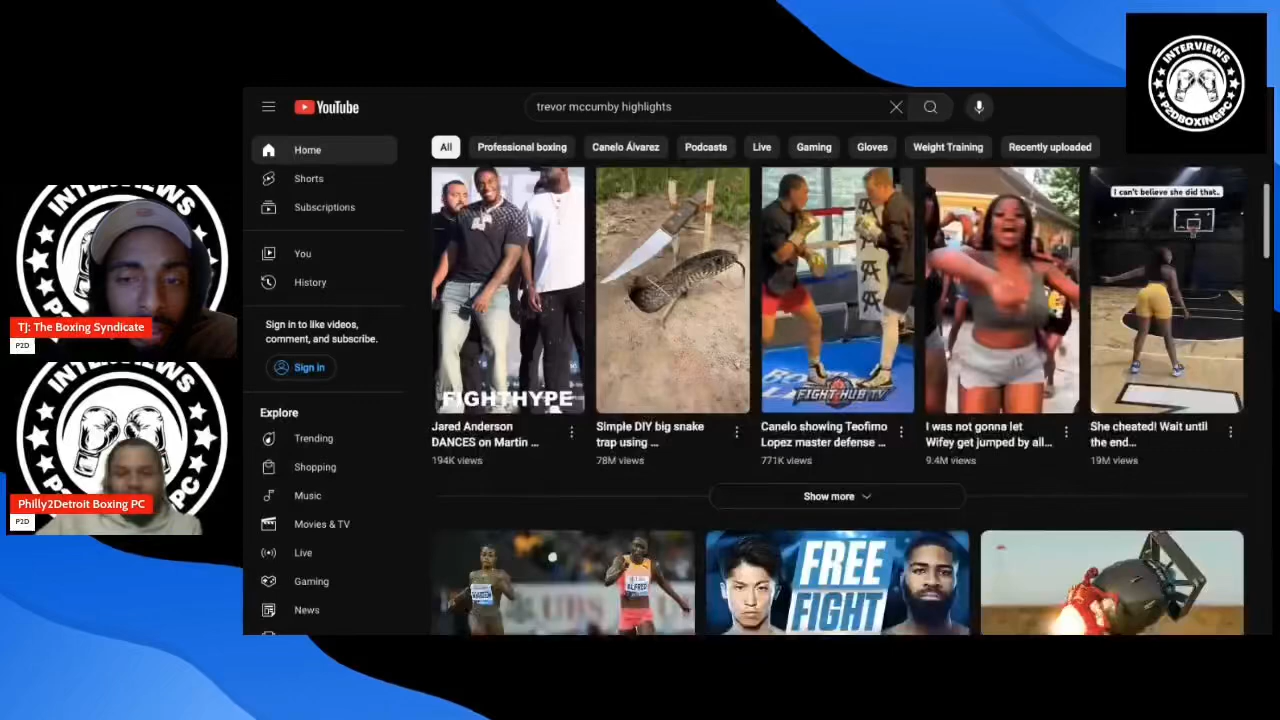 INTERVIEWS
P2DBOXINGPC
YouTube
trevor mccumby highlights
All
Professional boxing
Canelo Álvarez
Podcasts
Live
Gaming
Gloves
Weight Training
Recently uploaded
Home
Shorts
Subscriptions
You
History
Sign in to like videos,
comment, and subscribe.
Sign in
Explore
Trending
Shopping
Music
Movies & TV
Live
Gaming
News
FIGHTHYPE
FIGHT HUB TV
I can't believe she did that.
Jared Anderson
DANCES on Martin ...
194K views
Simple DIY big snake
trap using ...
78M views
Canelo showing Teofimo
Lopez master defense ...
771K views
I was not gonna let
Wifey get jumped by all...
9.4M views
She cheated! Wait until
the end...
19M views
Show more
ALFRED
UBS
FREE
FIGHT
TJ: The Boxing Syndicate
P2D
INTERVIEWS
Philly2Detroit Boxing PC
P2D